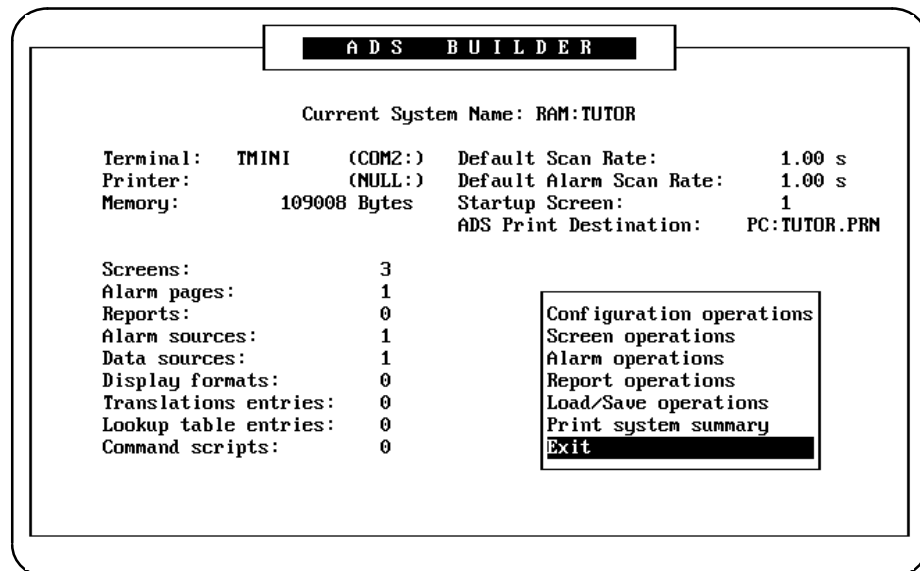 ADS BUILDER
Current System Name: RAM:TUTOR
Terminal: TMINI (COM2:) Default Scan Rate: 1.00 s
Printer: (NULL:) Default Alarm Scan Rate: 1.00 s
Memory: 109008 Bytes Startup Screen: 1
ADS Print Destination: PC:TUTOR.PRN
Screens: 3
Alarm pages: 1
Reports: 0
Alarm sources: 1
Data sources: 1
Display formats: 0
Translations entries: 0
Lookup table entries: 0
Command scripts: 0
Configuration operations
Screen operations
Alarm operations
Report operations
Load/Save operations
Print system summary
Exit